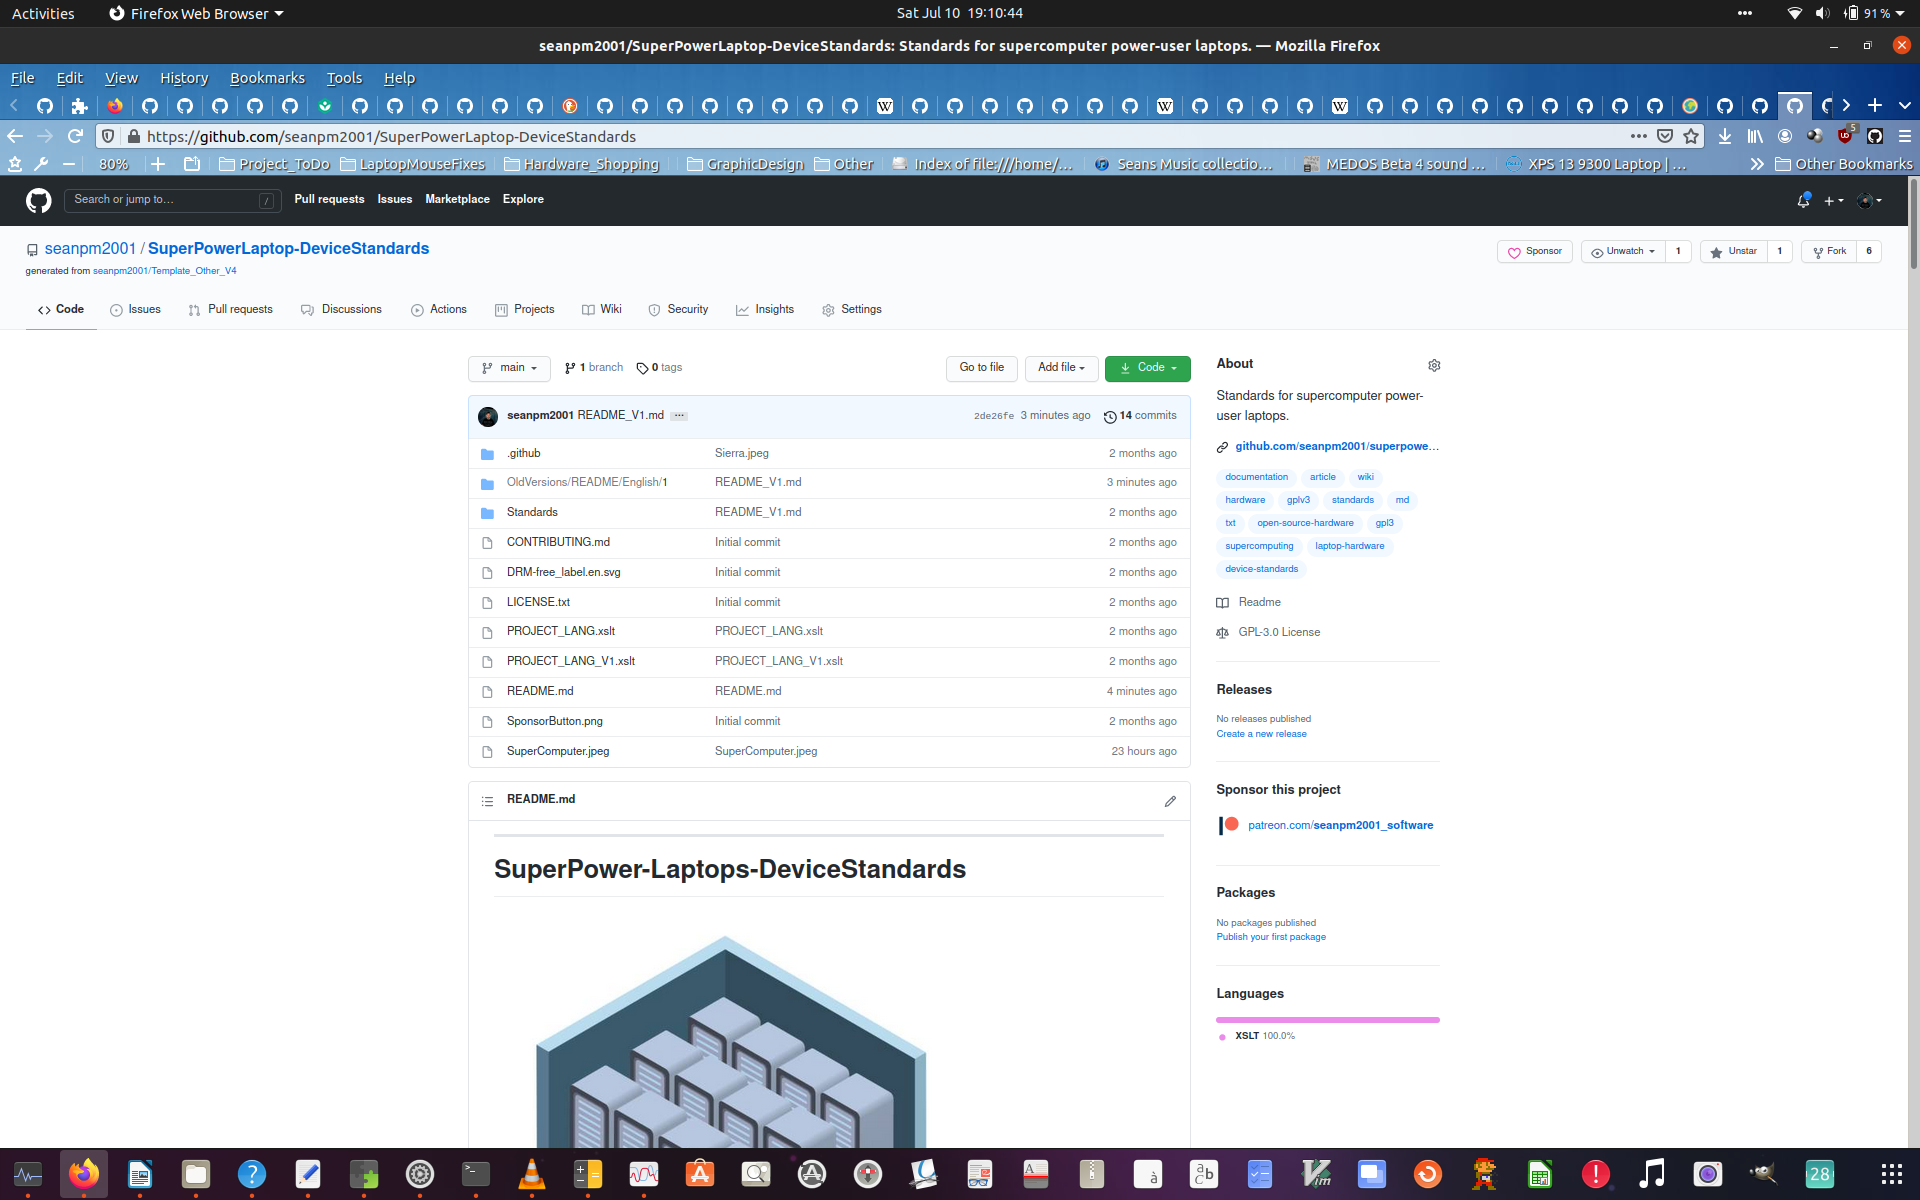 Activities
Firefox Web Browser
Sat Jul 10 19:10:44
91 %
seanpm2001/SuperPowerLaptop-DeviceStandards: Standards for supercomputer power-user laptops. — Mozilla Firefox
File Edit View History Bookmarks Tools Help
https://github.com/seanpm2001/SuperPowerLaptop-DeviceStandards
5
80%
Project_ToDo
LaptopMouseFixes
Hardware_Shopping
GraphicDesign
Other
Index of file:///home/...
Seans Music collectio...
MEDOS Beta 4 sound ...
XPS 13 9300 Laptop | ...
Other Bookmarks
Search or jump to... /
Pull requests Issues Marketplace Explore
seanpm2001 / SuperPowerLaptop-DeviceStandards
Sponsor
Unwatch 1
Unstar 1
Fork 6
generated from seanpm2001/Template_Other_V4
Code Issues Pull requests Discussions Actions Projects Wiki Security Insights Settings
main 1 branch 0 tags
Go to file Add file Code
seanpm2001 README_V1.md ... 2de26fe 3 minutes ago 14 commits
.github Sierra.jpeg 2 months ago
OldVersions/README/English/1 README_V1.md 3 minutes ago
Standards README_V1.md 2 months ago
CONTRIBUTING.md Initial commit 2 months ago
DRM-free_label.en.svg Initial commit 2 months ago
LICENSE.txt Initial commit 2 months ago
PROJECT_LANG.xslt PROJECT_LANG.xslt 2 months ago
PROJECT_LANG_V1.xslt PROJECT_LANG_V1.xslt 2 months ago
README.md README.md 4 minutes ago
SponsorButton.png Initial commit 2 months ago
SuperComputer.jpeg SuperComputer.jpeg 23 hours ago
README.md
SuperPower-Laptops-DeviceStandards
About
Standards for supercomputer power-
user laptops.
github.com/seanpm2001/superpowe...
documentation article wiki
hardware gplv3 standards md
txt open-source-hardware gpl3
supercomputing laptop-hardware
device-standards
Readme
GPL-3.0 License
Releases
No releases published
Create a new release
Sponsor this project
patreon.com/seanpm2001_software
Packages
No packages published
Publish your first package
Languages
XSLT 100.0%
28